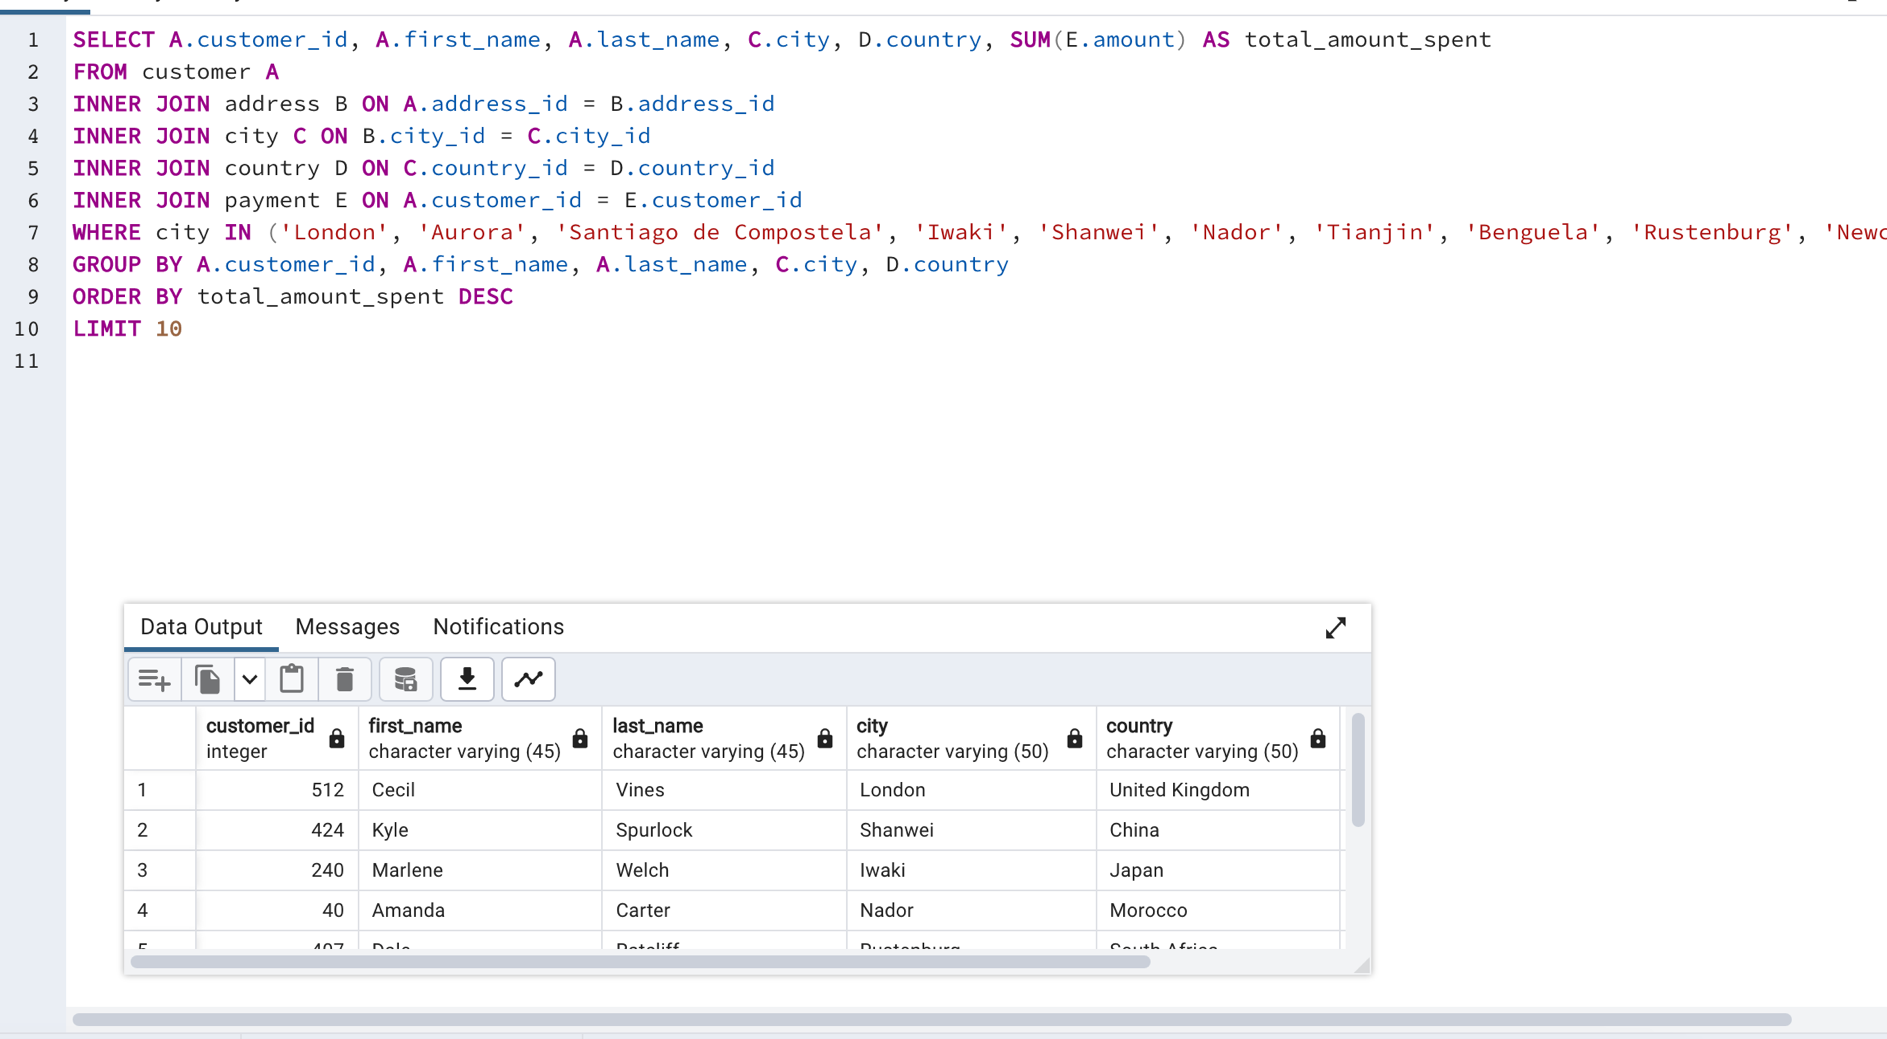 1 SELECT A.customer_id, A.first_name, A.last_name, C.city, D.country, SUM(E.amount) AS total_amount_spent
2 FROM customer A
3 INNER JOIN address B ON A.address_id = B.address_id
4 INNER JOIN city C ON B.city_id = C.city_id
5 INNER JOIN country D ON C.country_id = D.country_id
6 INNER JOIN payment E ON A.customer_id = E.customer_id
7 WHERE city IN ('London', 'Aurora', 'Santiago de Compostela', 'Iwaki', 'Shanwei', 'Nador', 'Tianjin', 'Benguela', 'Rustenburg', 'Newc
8 GROUP BY A.customer_id, A.first_name, A.last_name, C.city, D.country
9 ORDER BY total_amount_spent DESC
10 LIMIT 10
11
Data Output Messages Notifications
customer_id first_name last_name city country
integer character varying (45) character varying (45) character varying (50) character varying (50)
1 512 Cecil Vines London United Kingdom
2 424 Kyle Spurlock Shanwei China
3 240 Marlene Welch Iwaki Japan
4 40 Amanda Carter Nador Morocco